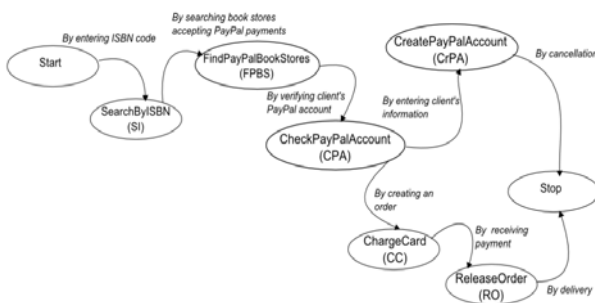 By searching book stores
accepting PayPal payments
By entering ISBN code
CreatePayPalAccount
(CrPA)
Start
FindPayPalBookStores
(FPBS)
By cancellation
By verifying client's
PayPal account
By entering client's
information
SearchByISBN
(SI)
CheckPayPalAccount
(CPA)
By creating an
order
Stop
By receiving
payment
ChargeCard
(CC)
ReleaseOrder
(RO)
By delivery